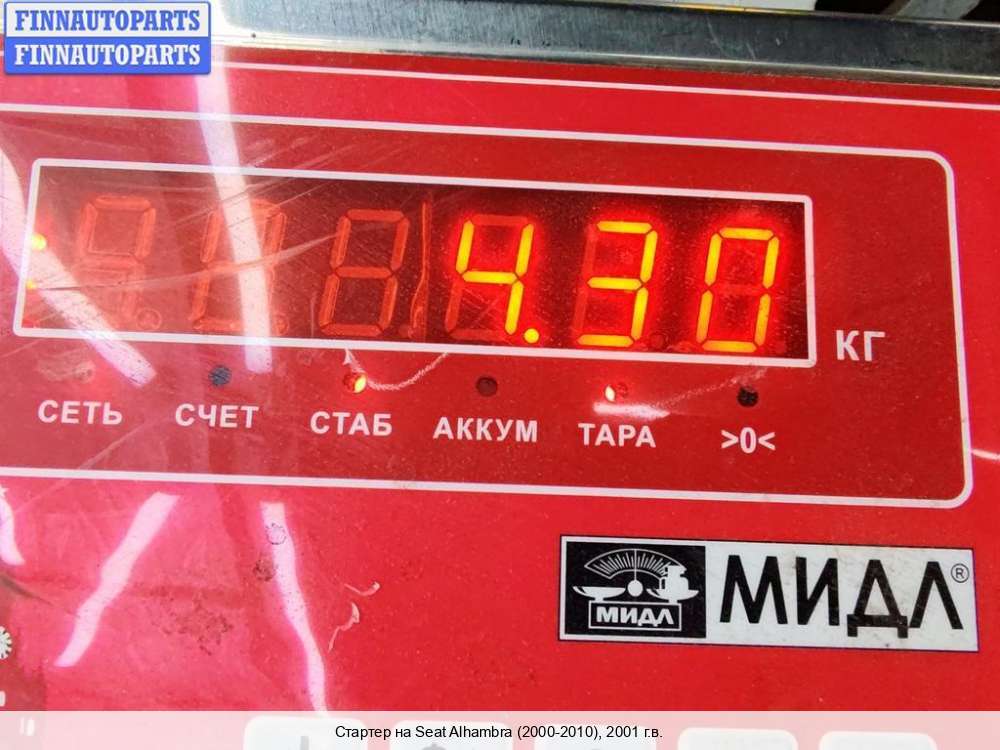 FINNAUTOPARTS
FINNAUTOPARTS
4.30
КГ
СЕТЬ СЧЕТ СТАБ АККУМ ТАРА >0<
МИДЛ МИДЛ®
Стартер на Seat Alhambra (2000-2010), 2001 г.в.